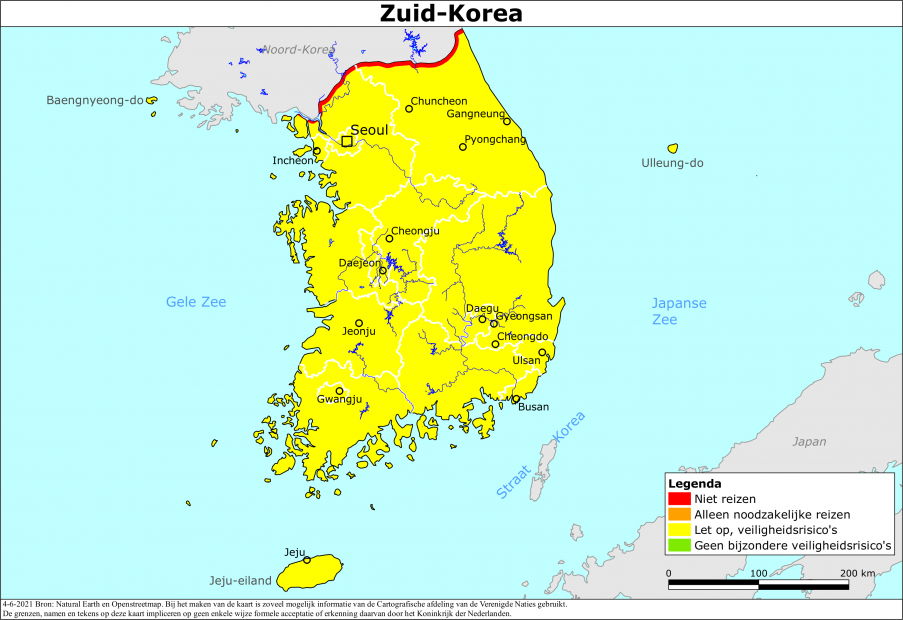 Zuid-Korea
Noord-Korea
Baengnyeong-do
Chuncheon
Gangneung
Seoul
Pyongchang
Incheon
Ulleung-do
Cheongju
Daejeon
Gele Zee
Japanse
Zee
Daegu
Gyeongsan
Jeonju
Cheongdo
Ulsan
Gwangju
Busan
Straat Korea
Japan
Legenda
Niet reizen
Alleen noodzakelijke reizen
Let op, veiligheidsrisico's
Geen bijzondere veiligheidsrisico's
Jeju
Jeju-eiland
0 100 200 km
4-6-2021 Bron: Natural Earth en Openstreetmap. Bij het maken van de kaart is zoveel mogelijk informatie van de Cartografische afdeling van de Verenigde Naties gebruikt.
De grenzen, namen en tekens op deze kaart impliceren op geen enkele wijze formele acceptatie of erkenning daarvan door het Koninkrijk der Nederlanden.